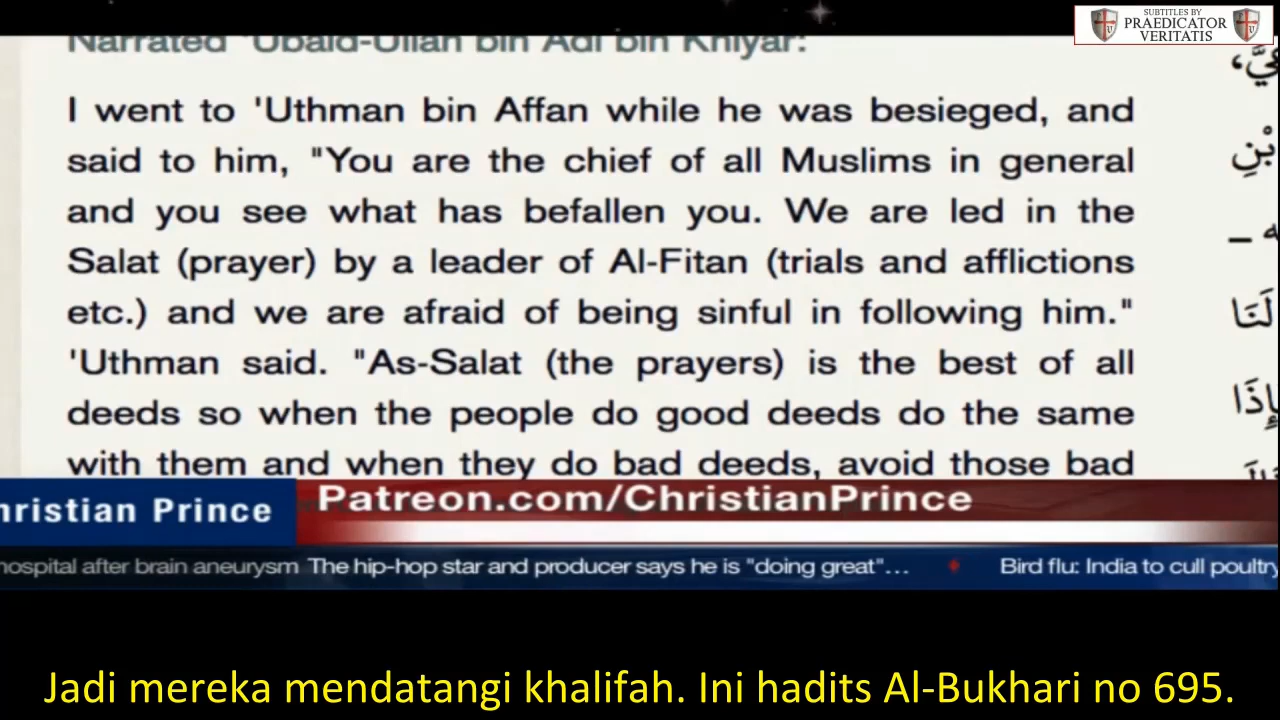 SUBTITLES BY
PRAEDICATOR
VERITATIS
Narrated 'Ubaid-Ullah bin Adi bin Khiyar:
I went to 'Uthman bin Affan while he was besieged, and
said to him, "You are the chief of all Muslims in general
and you see what has befallen you. We are led in the
Salat (prayer) by a leader of Al-Fitan (trials and afflictions
etc.) and we are afraid of being sinful in following him."
'Uthman said. "As-Salat (the prayers) is the best of all
deeds so when the people do good deeds do the same
with them and when they do bad deeds, avoid those bad
لَنَا
hristian Prince
Patreon.com/ChristianPrince
hospital after brain aneurysm The hip-hop star and producer says he is "doing great"... Bird flu: India to cull poultry
Jadi mereka mendatangi khalifah. Ini hadits Al-Bukhari no 695.